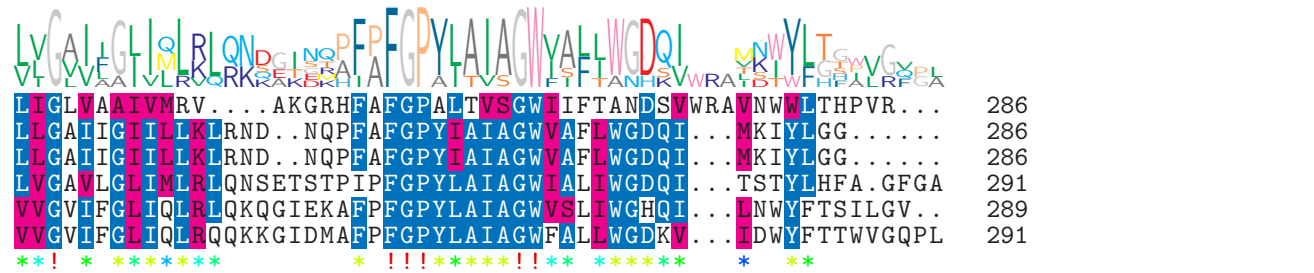 LIGLVAAIVMRV....AKGRHFAFGPALTVSGWIIFTANDSVWRAVNWWLTHPVR... 286
LLGAIIGIILLKLRND..NQPFAFGPYIAIAGWVAFLWGDQI...MKIYLGG...... 286
LLGAIIGIILLKLRND..NQPFAFGPYIAIAGWVAFLWGDQI...MKIYLGG...... 286
LVGAVLGLIMLRLQNSETSTPIPFGPYLAIAGWIALIWGDQI...TSTYLHFA.GFGA 291
VVGVIFGLIQLRLQKQGIEKAFPFGPYLAIAGWVSLIWGHQI...LNWYFTSILGV.. 289
VVGVIFGLIQLRQQKKGIDMAFPFGPYLAIAGWFALLWGDKV...IDWYFTTWVGQPL 291
**! * ******* * !!!*****!!** ****** * **